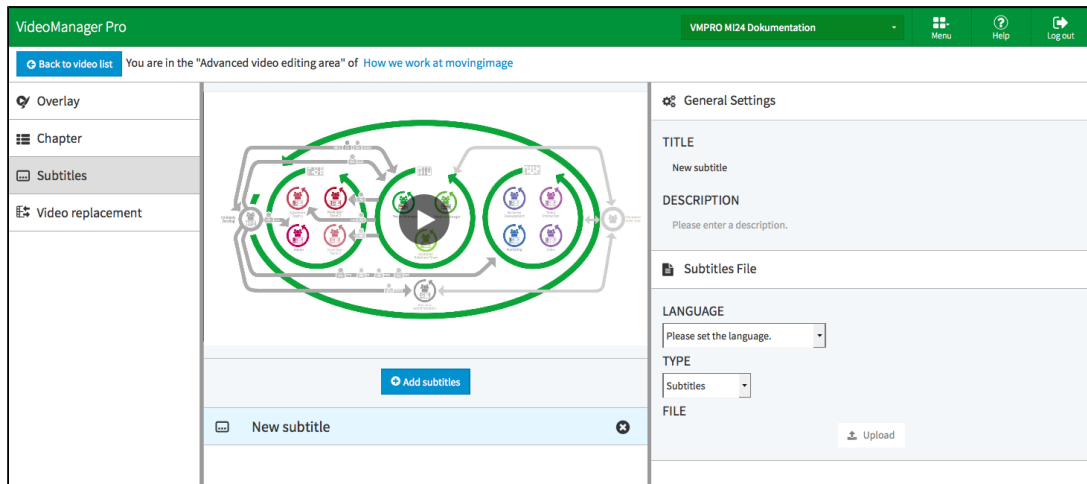 VideoManager Pro
VMPRO MI24 Dokumentation
Menu
Help
Log out
Back to video list
You are in the "Advanced video editing area" of How we work at movingimage
Overlay
Chapter
Subtitles
Video replacement
Add subtitles
New subtitle
General Settings
TITLE
New subtitle
DESCRIPTION
Please enter a description.
Subtitles File
LANGUAGE
Please set the language.
TYPE
Subtitles
FILE
Upload